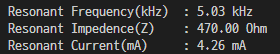 Resonant Frequency(kHz)  : 5.03 kHz
Resonant Impedence(Z)    : 470.00 Ohm
Resonant Current(mA)     : 4.26 mA